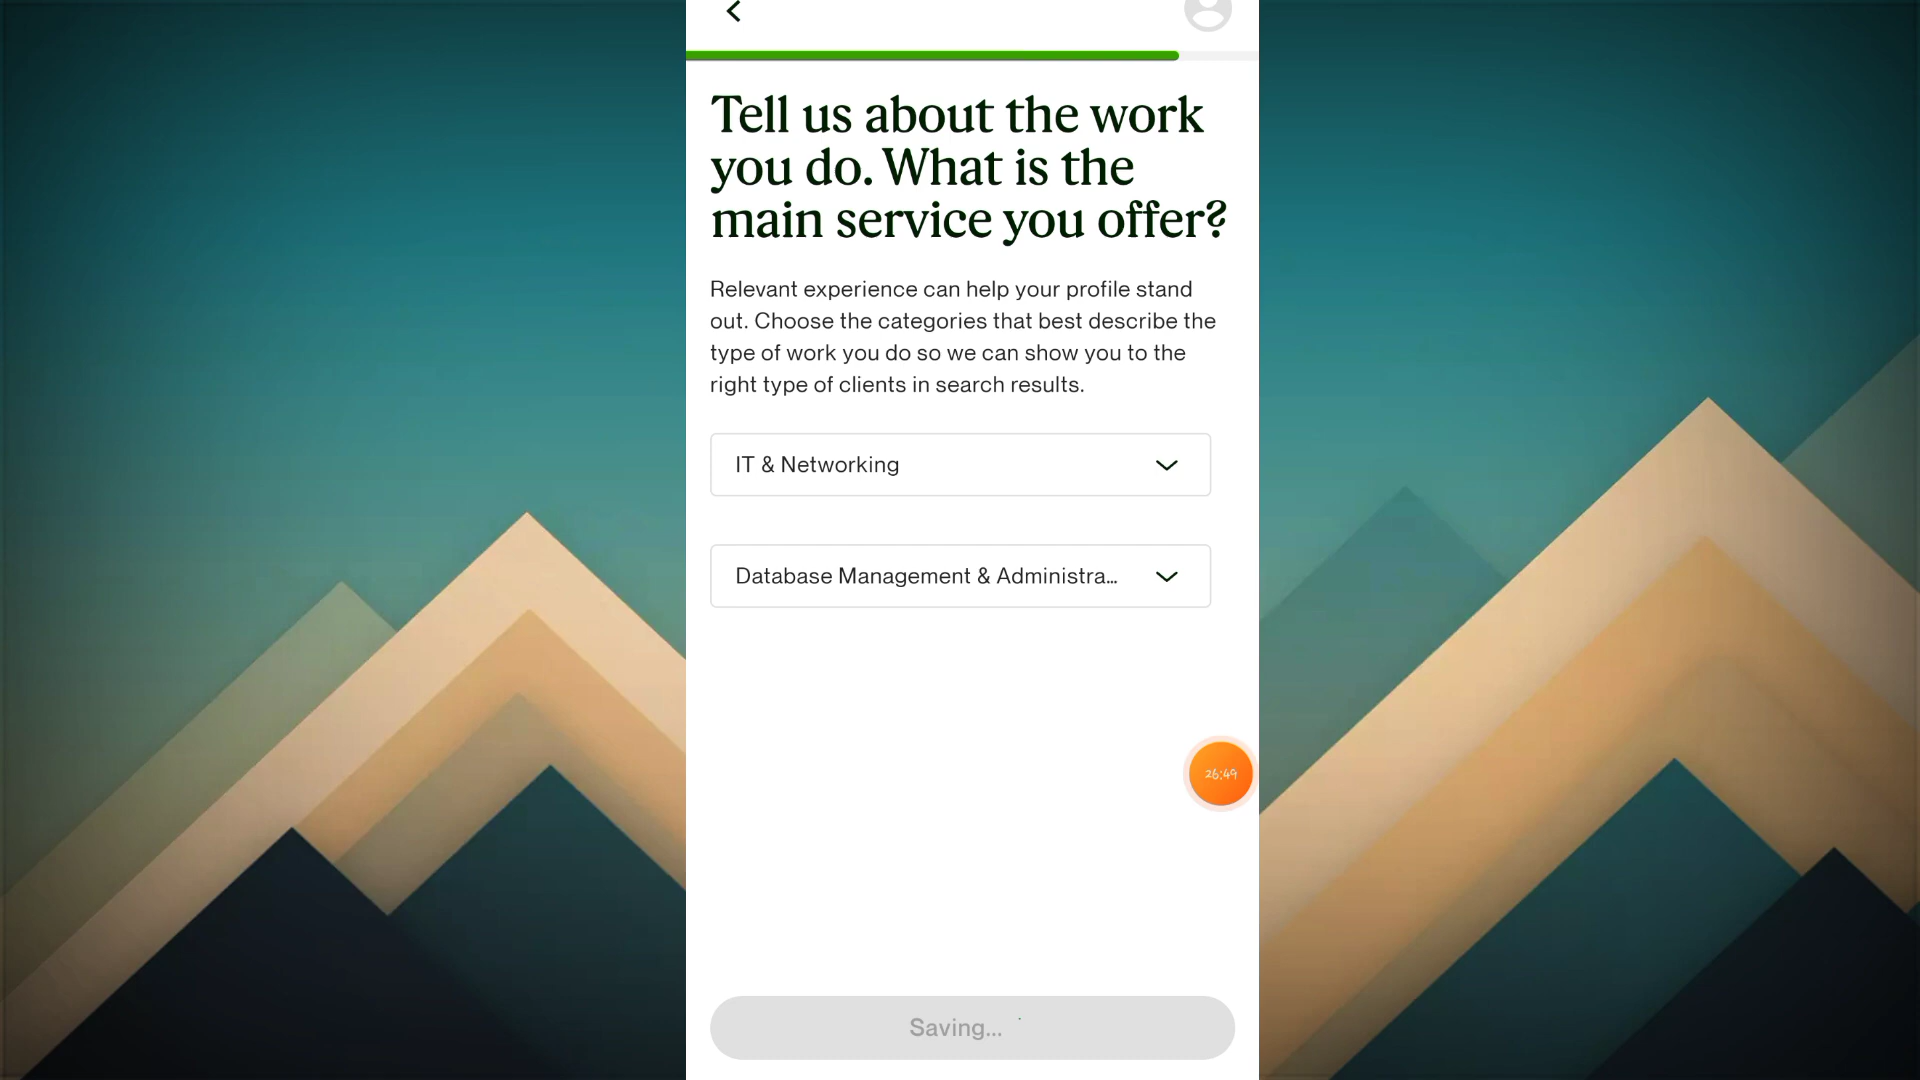 Tell us about the work
you do. What is the
main service you offer?
Relevant experience can help your profile stand
out. Choose the categories that best describe the
type of work you do so we can show you to the
right type of clients in search results.
IT & Networking
Database Management & Administra...
26:49
Saving...